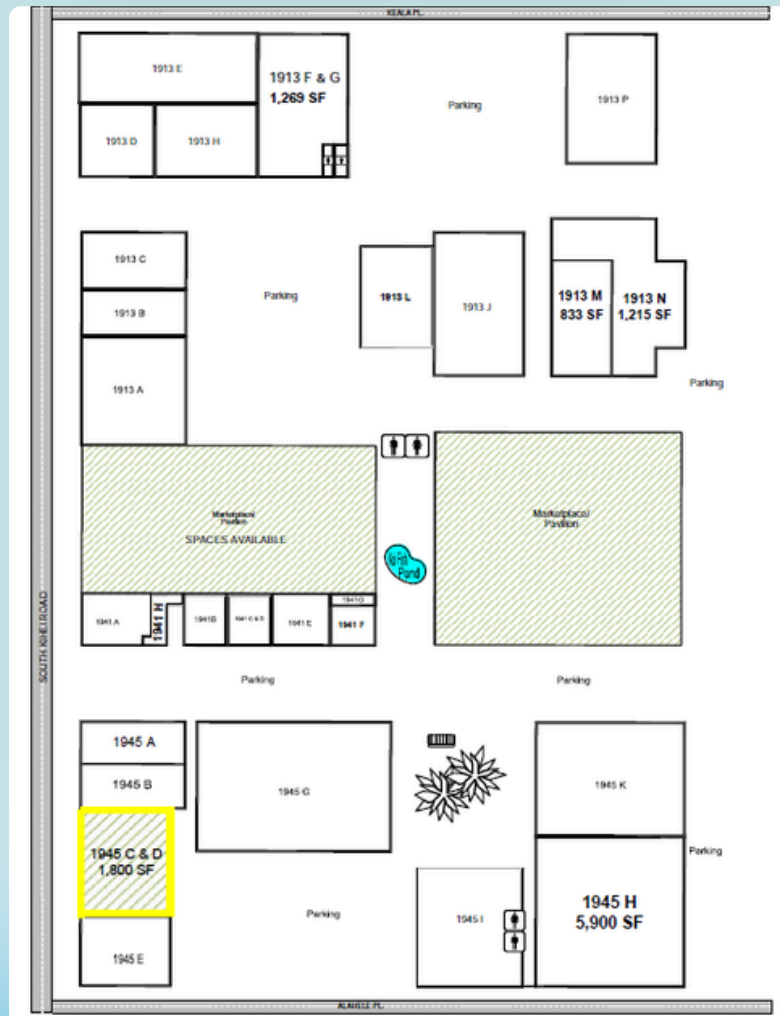 KEALA PL.
1913 E
1913 F & G
1,269 SF
1913 D
1913 H
Parking
1913 P
1913 C
1913 B
1913 A
Parking
1913 L
1913 J
1913 M
833 SF
1913 N
1,215 SF
Parking
Marketplace/
Pavilion
SPACES AVAILABLE
Marketplace/
Pavilion
Pond
SOUTH KIHEI ROAD
1941 A
1941 H
1941B
1941 C & D
1941 E
1941G
1941 F
Parking
Parking
1945 A
1945 B
1945 C & D
1,800 SF
1945 E
1945 G
Parking
1945 I
1945 K
1945 H
5,900 SF
Parking
ALAHELE PL.